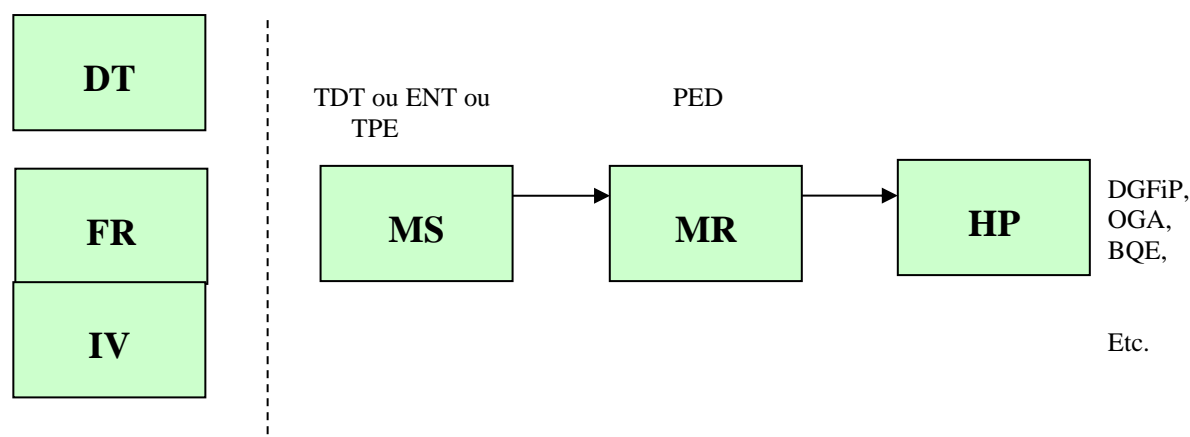 DT
FR
IV
TDT ou ENT ou
TPE
MS
PED
MR
HP
DGFiP,
OGA,
BQE,
Etc.